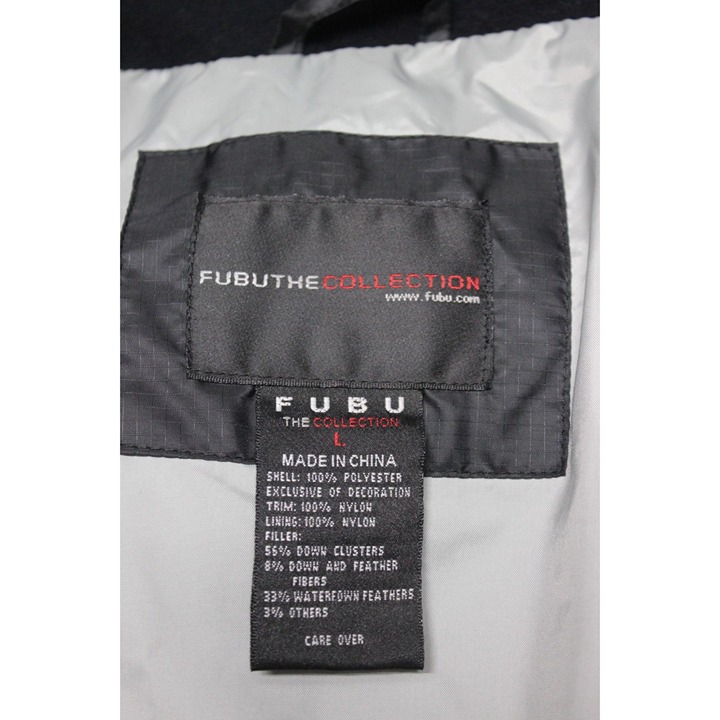 FUBUTHECOLLECTION
www.fubu.com
FUBU
THE COLLECTION
L
MADE IN CHINA
SHELL: 100% POLYESTER
EXCLUSIVE OF DECORATION
TRIM: 100% NYLON
LINING: 100% NYLON
FILLER:
56% DOWN CLUSTERS
8% DOWN AND FEATHER
FIBERS
33% WATERFOWN FEATHERS
3% OTHERS
CARE OVER